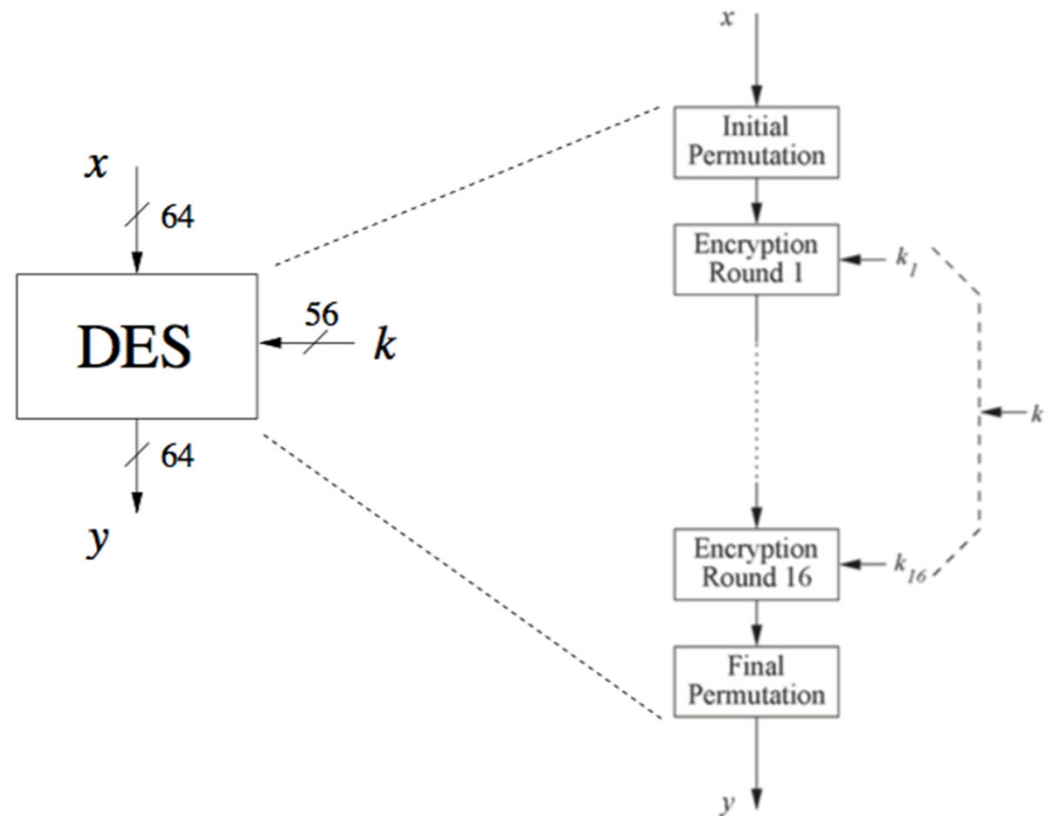 x
64
DES
56
k
64
y
x
Initial
Permutation
Encryption
Round 1
k1
k
Encryption
Round 16
k16
Final
Permutation
y